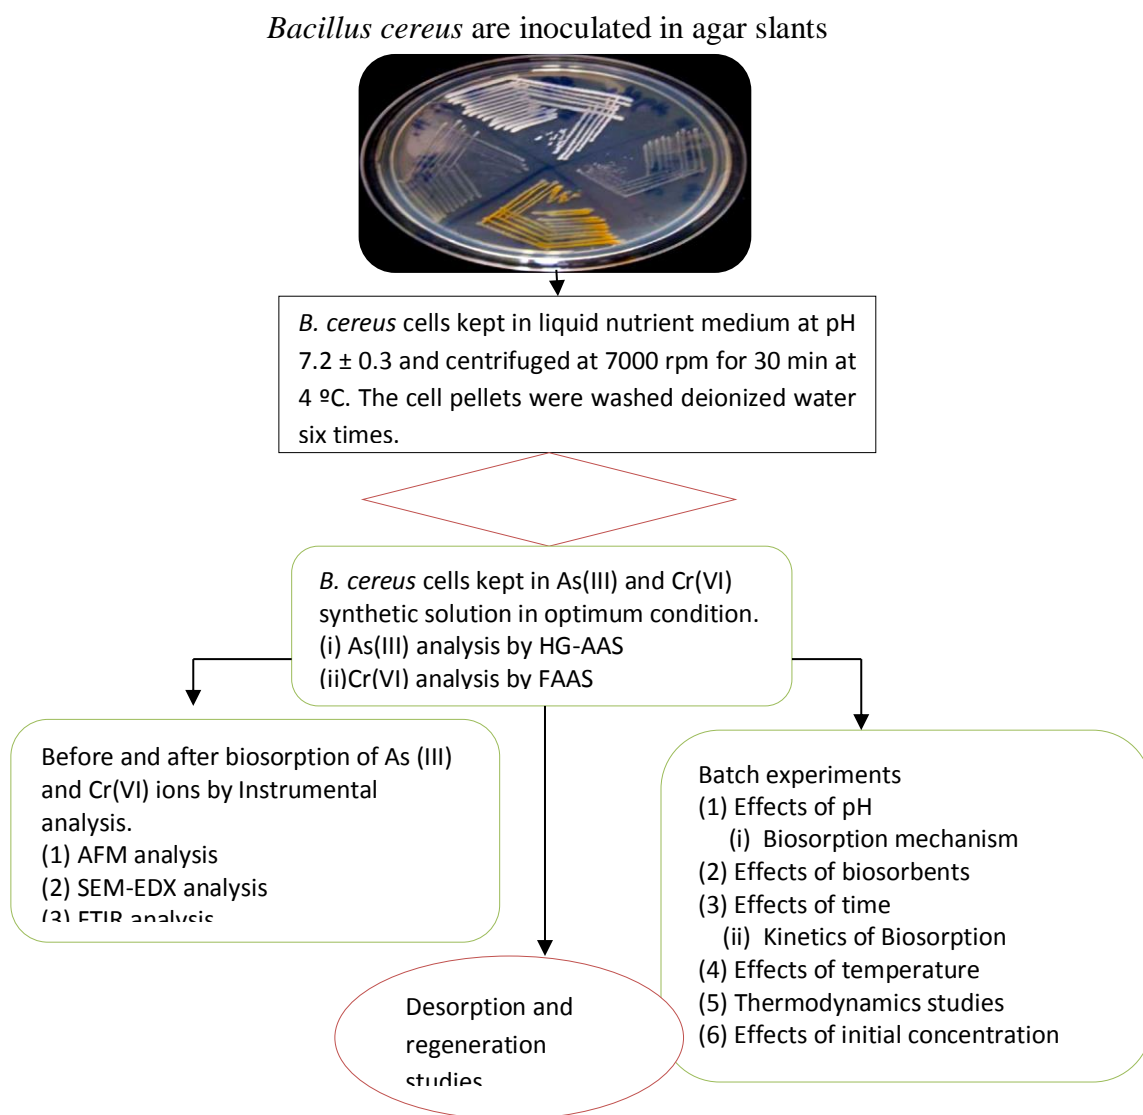 Bacillus cereus are inoculated in agar slants
B. cereus cells kept in liquid nutrient medium at pH
7.2 ± 0.3 and centrifuged at 7000 rpm for 30 min at
4 ºC. The cell pellets were washed deionized water
six times.
B. cereus cells kept in As(III) and Cr(VI)
synthetic solution in optimum condition.
(i) As(III) analysis by HG-AAS
(ii)Cr(VI) analysis by FAAS
Before and after biosorption of As (III)
and Cr(VI) ions by Instrumental
analysis.
(1) AFM analysis
(2) SEM-EDX analysis
(3) FTIR analysis
Batch experiments
(1) Effects of pH
(i) Biosorption mechanism
(2) Effects of biosorbents
(3) Effects of time
(ii) Kinetics of Biosorption
(4) Effects of temperature
(5) Thermodynamics studies
(6) Effects of initial concentration
Desorption and
regeneration
studies